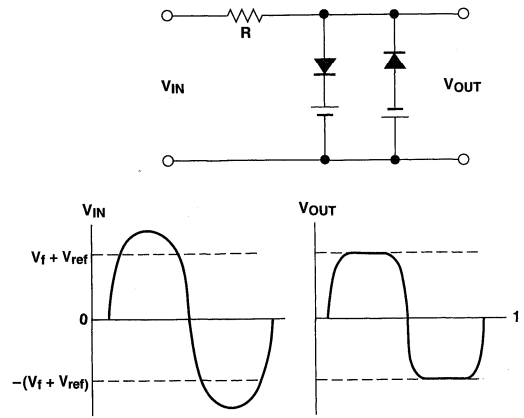 R
VIN
VOUT
VIN
Vf + Vref
0
−(Vf + Vref)
VOUT
1